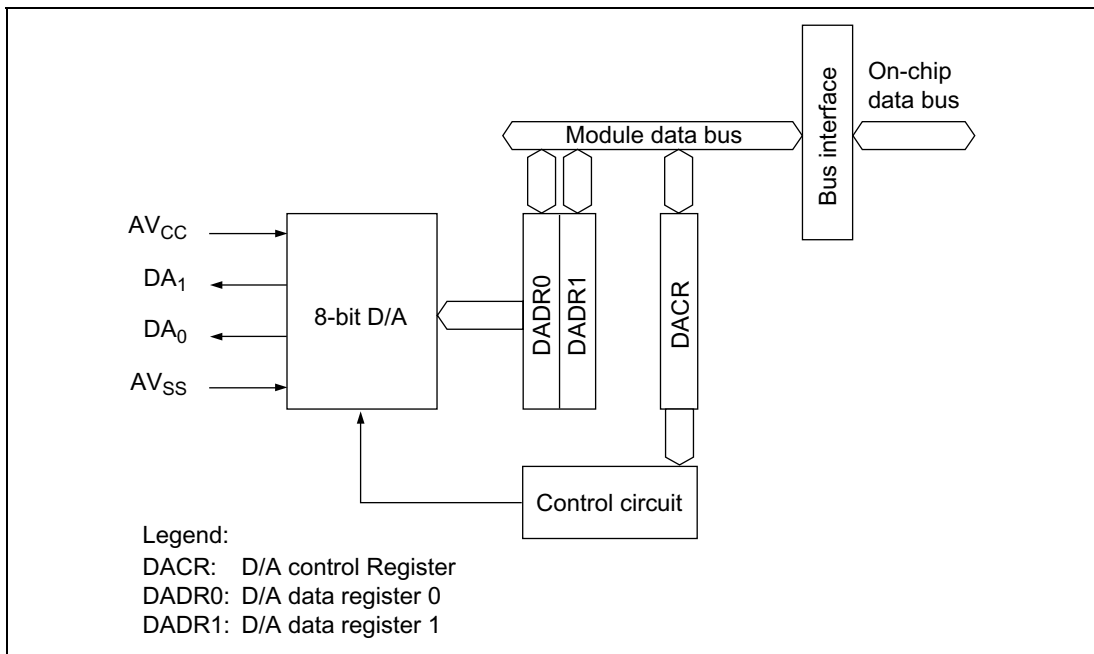 On-chip
data bus
Bus interface
Module data bus
AVCC
DA1
DA0
AVSS
8-bit D/A
DADR0
DADR1
DACR
Control circuit
Legend:
DACR: D/A control Register
DADR0: D/A data register 0
DADR1: D/A data register 1